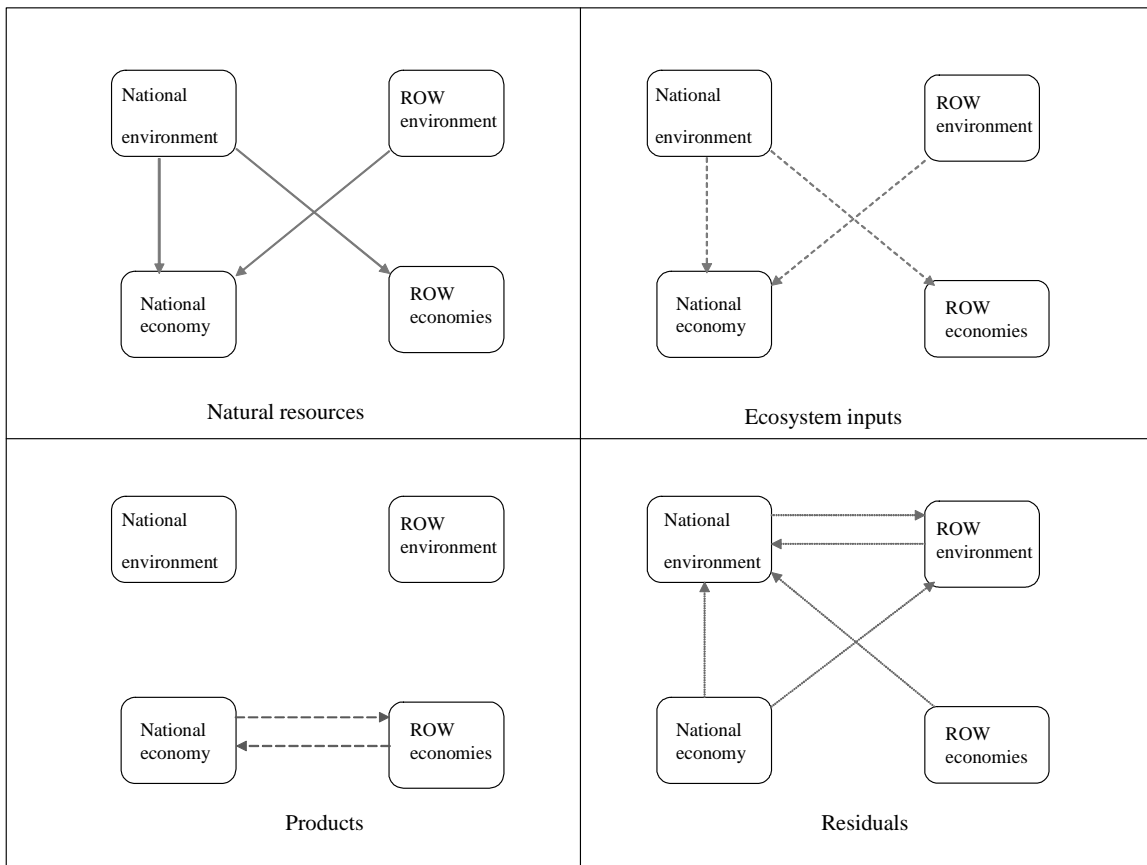 National
environment
ROW
environment
National
economy
ROW
economies
Natural resources
National
environment
ROW
environment
National
economy
ROW
economies
Ecosystem inputs
National
environment
ROW
environment
National
economy
ROW
economies
Products
National
environment
ROW
environment
National
economy
ROW
economies
Residuals